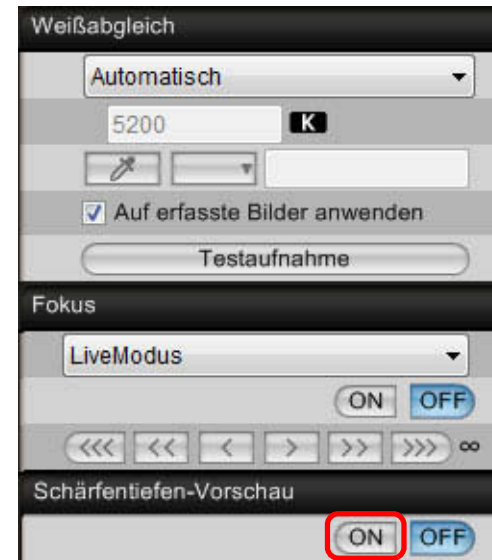 Weißabgleich
Automatisch
5200 K
Auf erfasste Bilder anwenden
Testaufnahme
Fokus
LiveModus
ON OFF
<<< << < > >> >>> ∞
Schärfentiefen-Vorschau
ON OFF